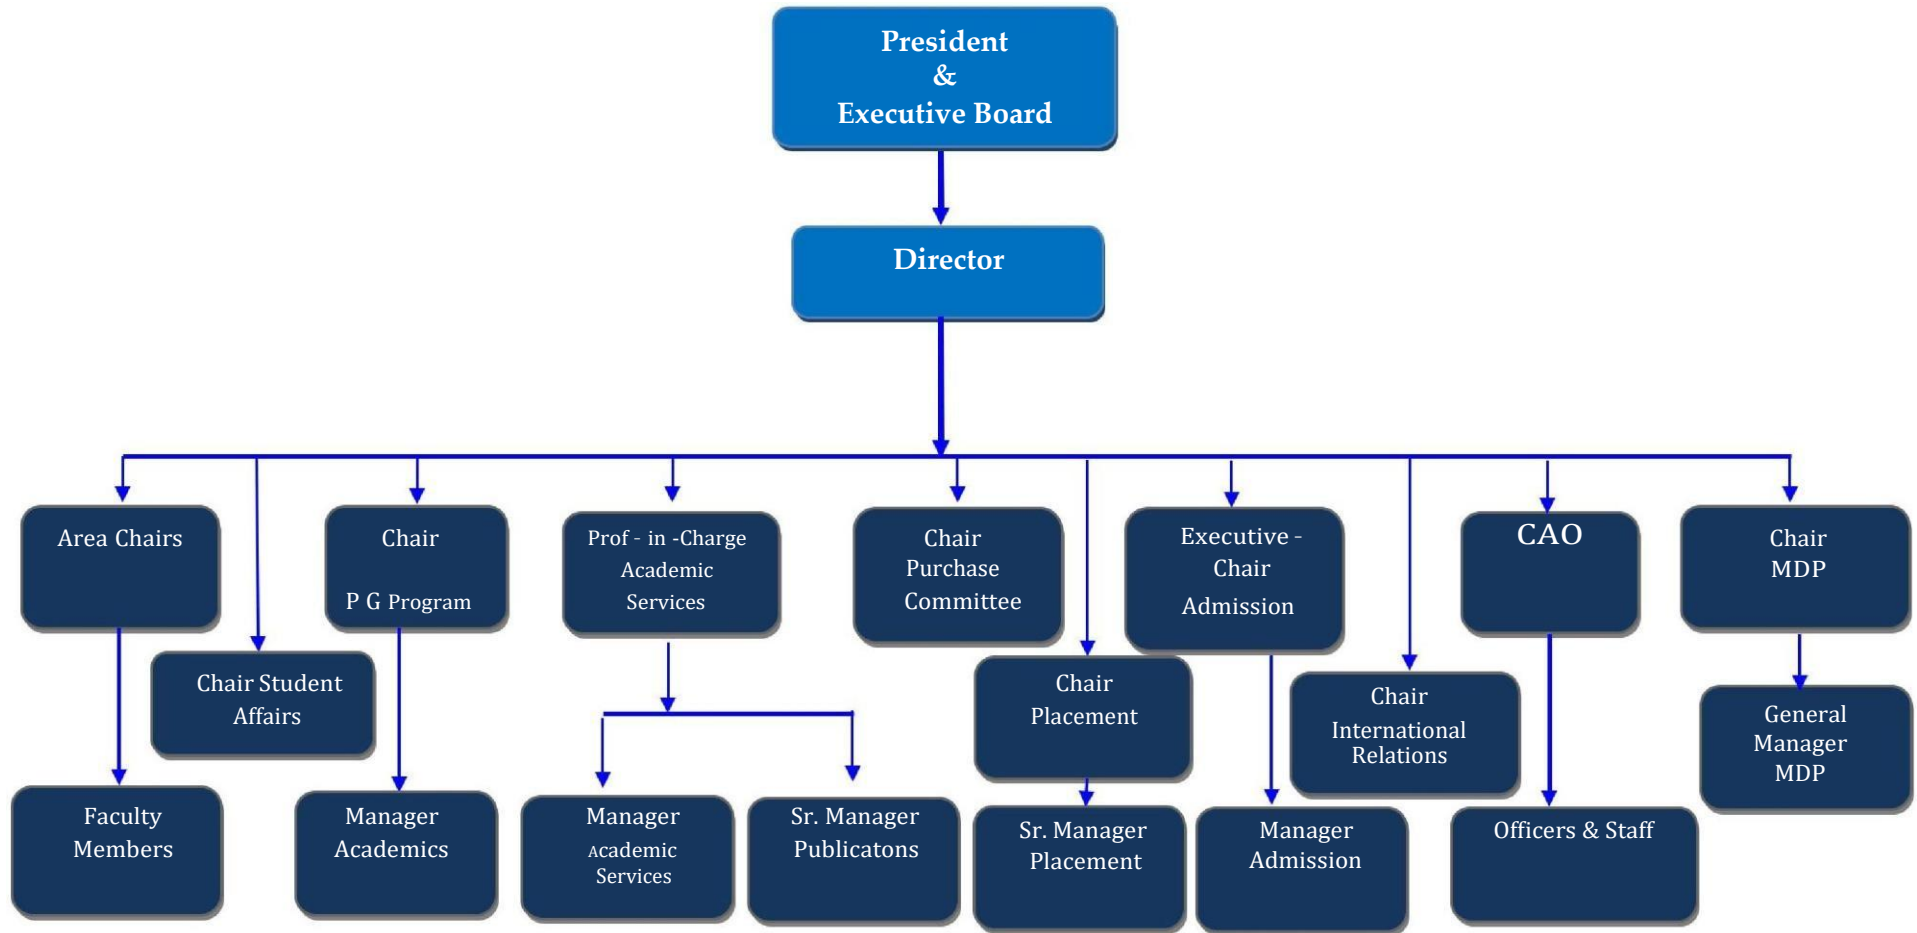 President
&
Executive Board
Director
Area Chairs
Chair
P G Program
Prof - in -Charge
Academic
Services
Chair
Purchase
Committee
Executive -
Chair
Admission
CAO
Chair
MDP
Chair Student
Affairs
Chair
Placement
Chair
International
Relations
General
Manager
MDP
Faculty
Members
Manager
Academics
Manager
Academic
Services
Sr. Manager
Publicatons
Sr. Manager
Placement
Manager
Admission
Officers & Staff